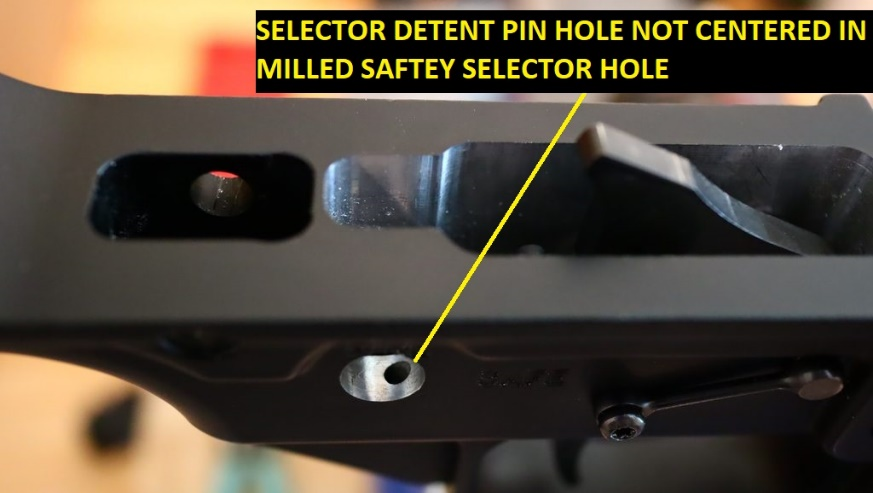 SELECTOR DETENT PIN HOLE NOT CENTERED IN
MILLED SAFTEY SELECTOR HOLE